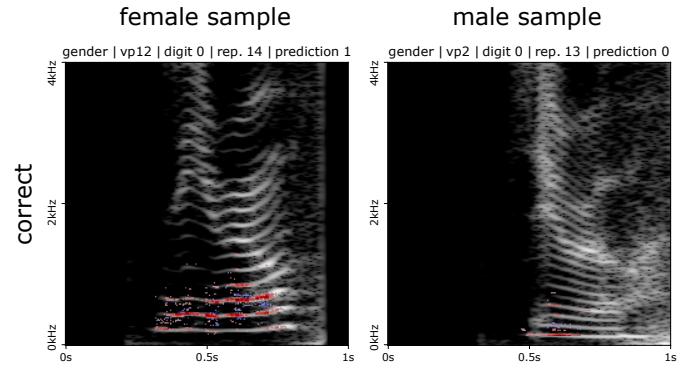 female sample
male sample
gender | vp12 | digit 0 | rep. 14 | prediction 1
gender | vp2 | digit 0 | rep. 13 | prediction 0
correct
4kHz
2kHz
0kHz
0s
0.5s
1s
4kHz
2kHz
0kHz
0s
0.5s
1s